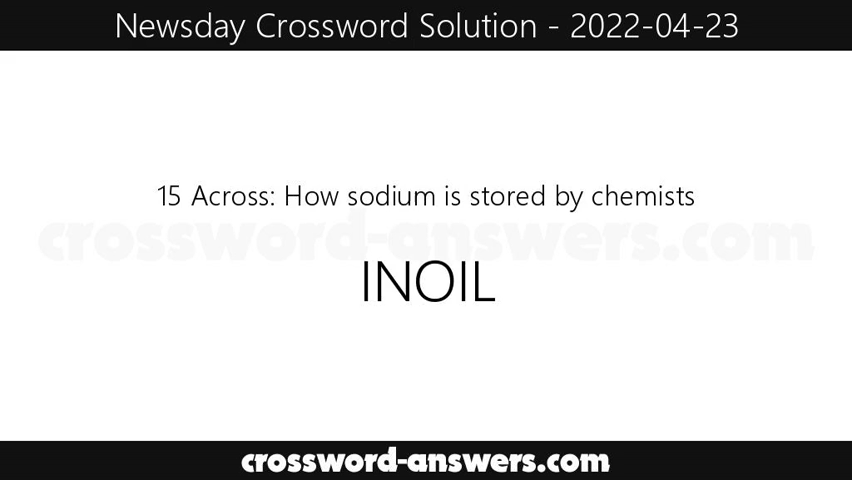 Newsday Crossword Solution - 2022-04-23
15 Across: How sodium is stored by chemists
crossword-answers.com
INOIL
crossword-answers.com